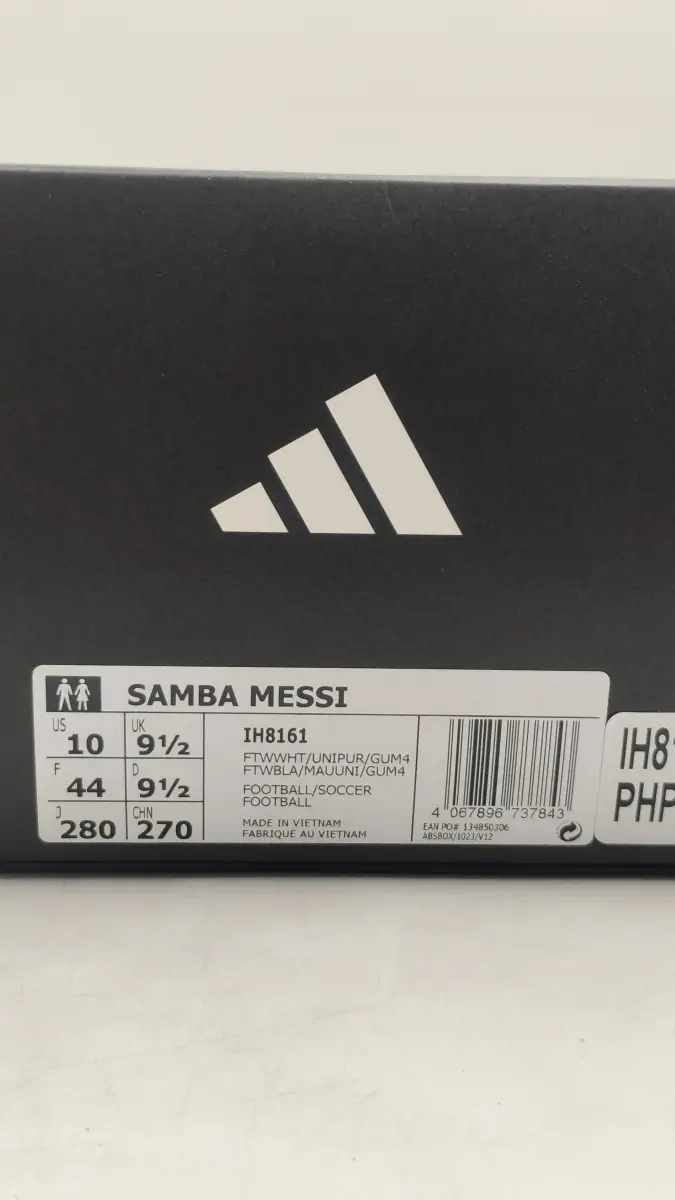 SAMBA MESSI
US 10 UK 9½
F 44 D 9½
J 280 CHN 270
IH8161
FTWWHT/UNIPUR/GUM4
FTWBLA/MAUUNI/GUM4
FOOTBALL/SOCCER
FOOTBALL
MADE IN VIETNAM
FABRIQUÉ AU VIETNAM
4 067896 737843
EAN PO# 134850306
ABSBOX/1023/V12
IH8
PHP